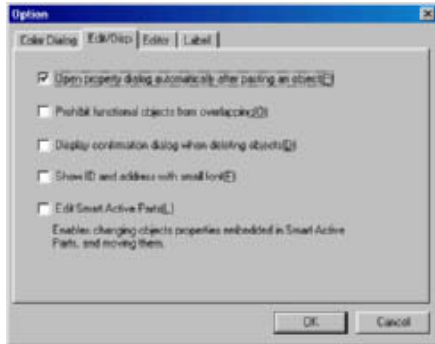 Option
Color Dialog Edit/Disp Editor Label
Open property dialog automatically after pasting an object(P)
Prohibit functional objects from overlapping(O)
Display confirmation dialog when deleting objects(D)
Show ID and address with small font(F)
Edit Smart Active Parts(L)
Enables changing objects properties embedded in Smart Active
Parts, and moving them.
OK Cancel